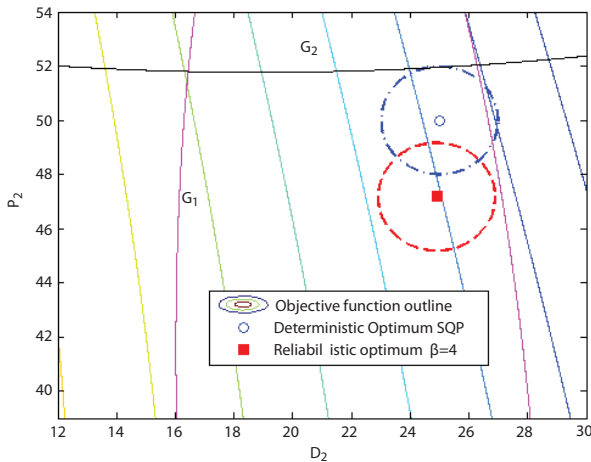 54
52
50
48
46
44
42
40
P2
G2
G1
Objective function outline
Deterministic Optimum SQP
Reliabil istic optimum β=4
12 14 16 18 20 22 24 26 28 30
D2